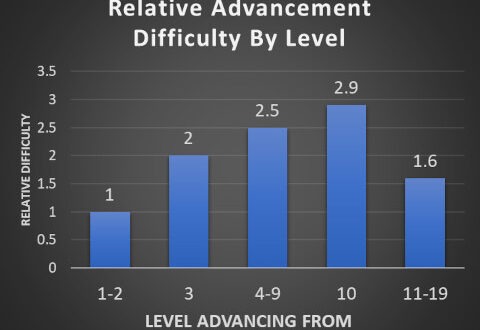 Relative Advancement
Difficulty By Level
3.5
3
2.5
2
1.5
1
0.5
0
RELATIVE DIFFICULTY
1
2
2.5
2.9
1.6
1-2 3 4-9 10 11-19
LEVEL ADVANCING FROM